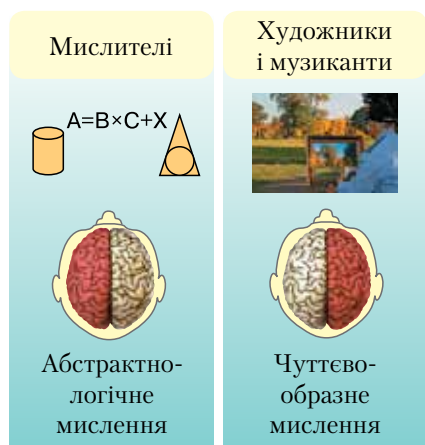 Мислителі
A=B×C+X
Абстрактно-
логічне
мислення
Художники
і музиканти
Чуттєво-
образне
мислення